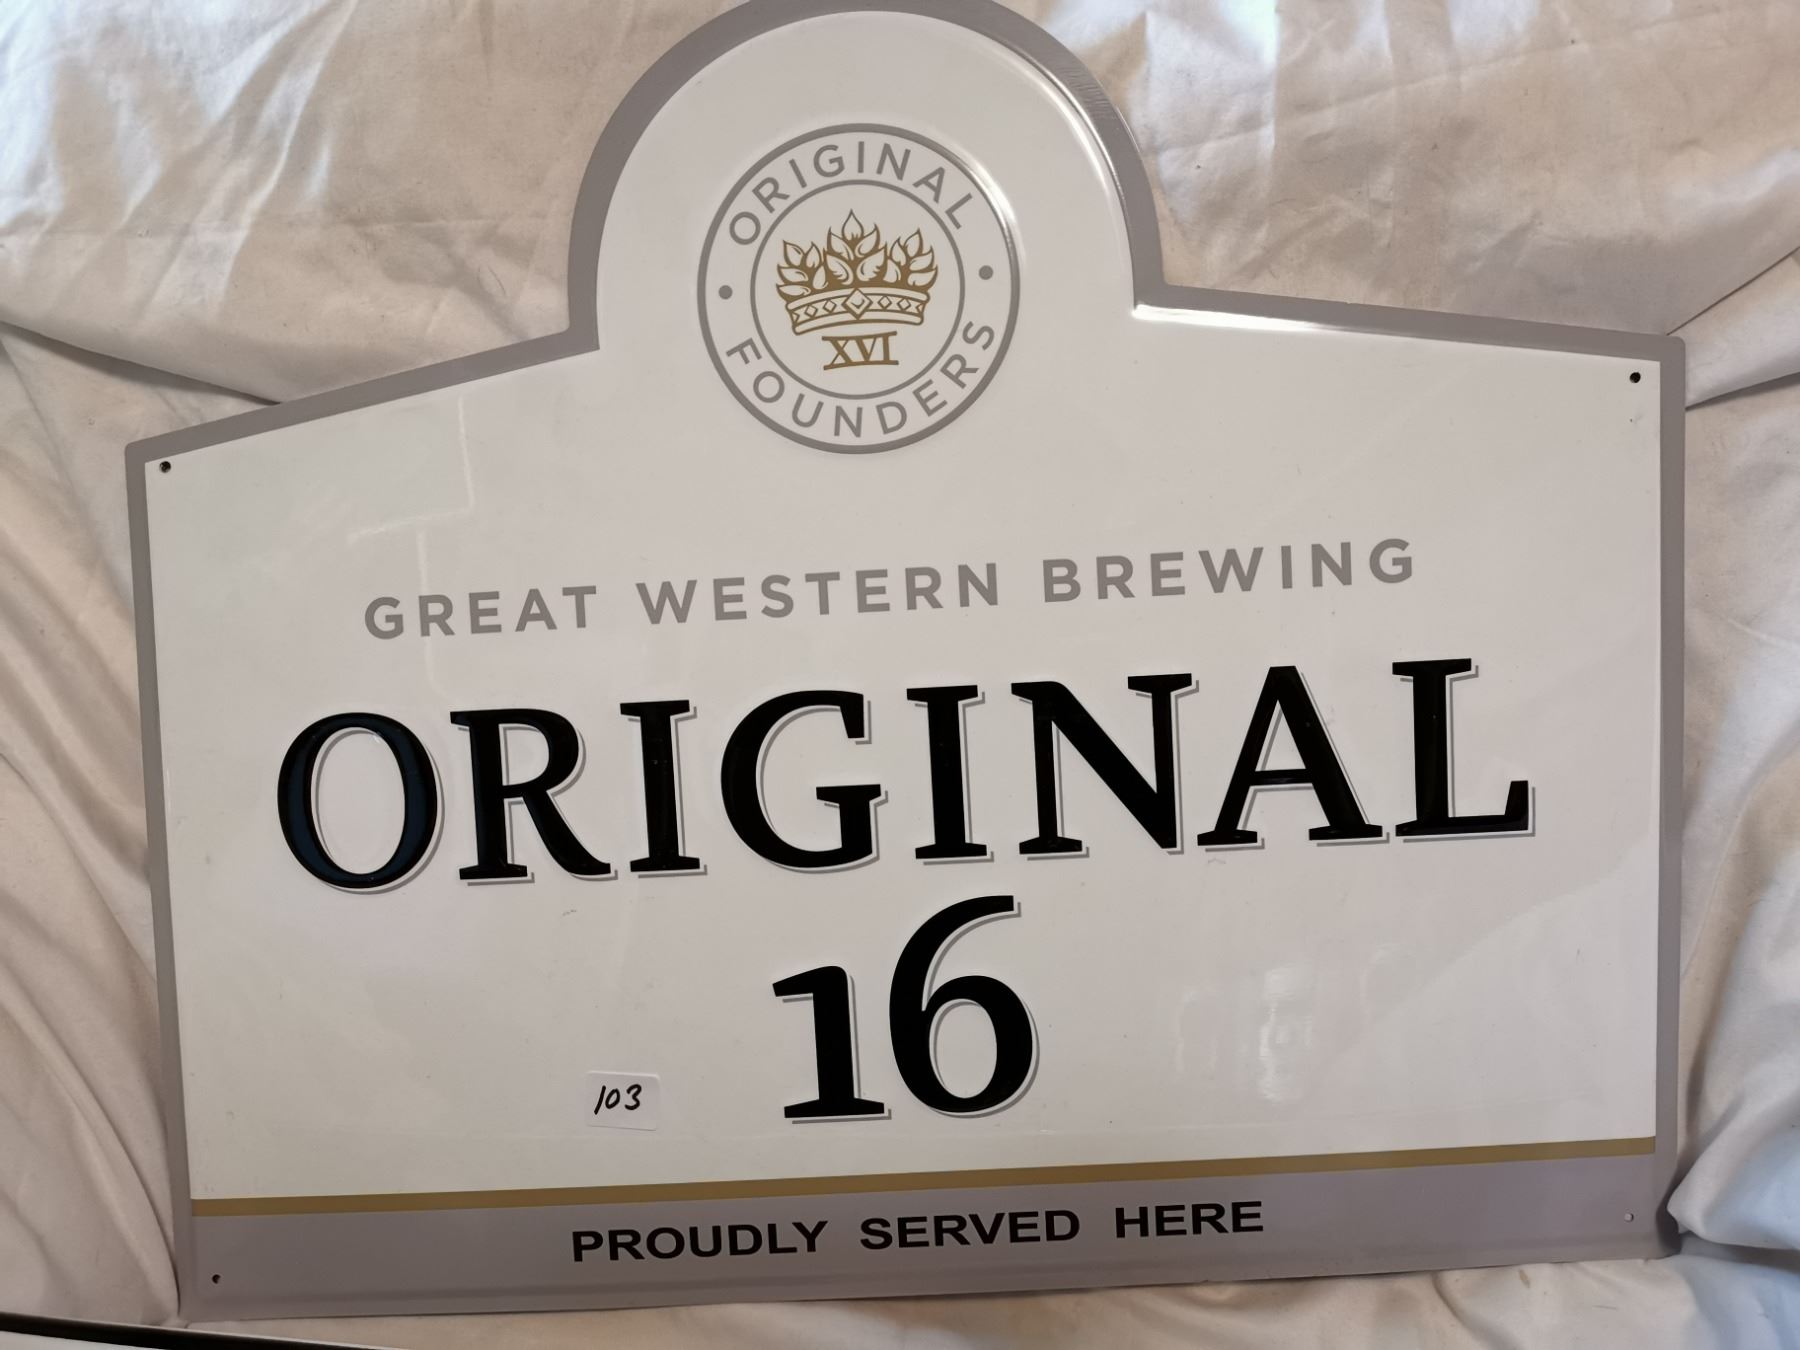 ORIGINAL
XVI
FOUNDERS
GREAT WESTERN BREWING
ORIGINAL
16
103
PROUDLY SERVED HERE